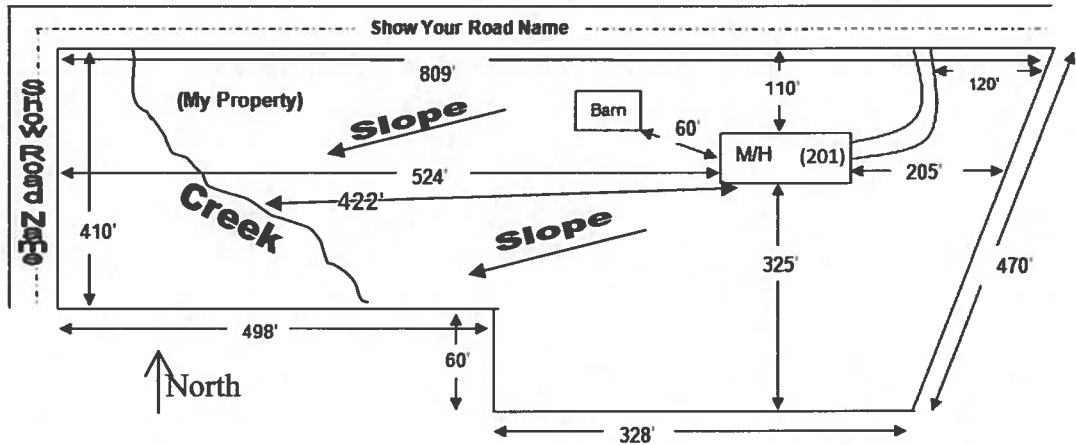 Show Your Road Name
809'
110'
120'
(My Property)
Slope
Barn
60'
M/H (201)
Show Road Name
524'
205'
422'
Creek
Slope
410'
325'
470'
498'
60'
North
328'